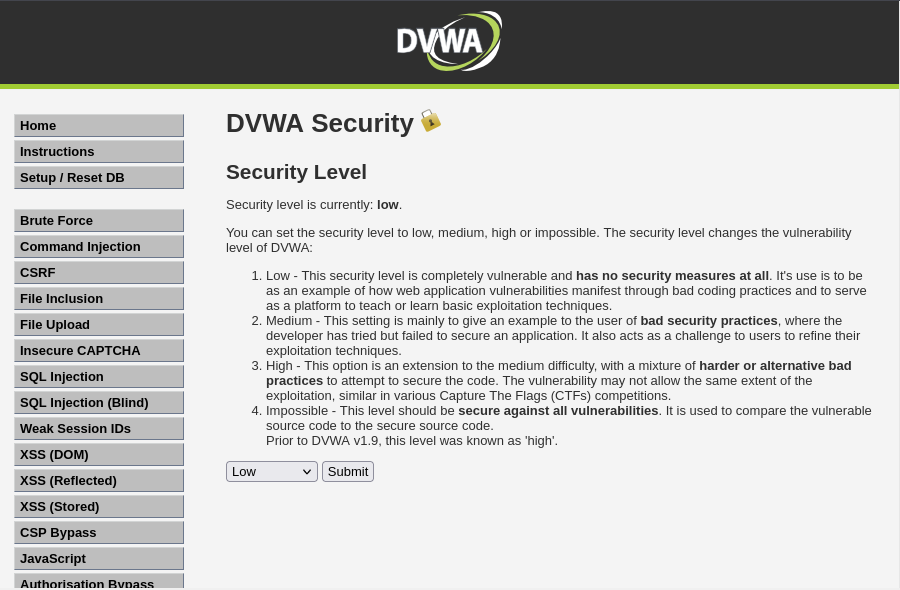 DVWA
Home
Instructions
Setup / Reset DB
Brute Force
Command Injection
CSRF
File Inclusion
File Upload
Insecure CAPTCHA
SQL Injection
SQL Injection (Blind)
Weak Session IDs
XSS (DOM)
XSS (Reflected)
XSS (Stored)
CSP Bypass
JavaScript
Authorisation Bypass
DVWA Security
Security Level
Security level is currently: low.
You can set the security level to low, medium, high or impossible. The security level changes the vulnerability
level of DVWA:
1. Low - This security level is completely vulnerable and has no security measures at all. It's use is to be
as an example of how web application vulnerabilities manifest through bad coding practices and to serve
as a platform to teach or learn basic exploitation techniques.
2. Medium - This setting is mainly to give an example to the user of bad security practices, where the
developer has tried but failed to secure an application. It also acts as a challenge to users to refine their
exploitation techniques.
3. High - This option is an extension to the medium difficulty, with a mixture of harder or alternative bad
practices to attempt to secure the code. The vulnerability may not allow the same extent of the
exploitation, similar in various Capture The Flags (CTFs) competitions.
4. Impossible - This level should be secure against all vulnerabilities. It is used to compare the vulnerable
source code to the secure source code.
Prior to DVWA v1.9, this level was known as 'high'.
Low
Submit